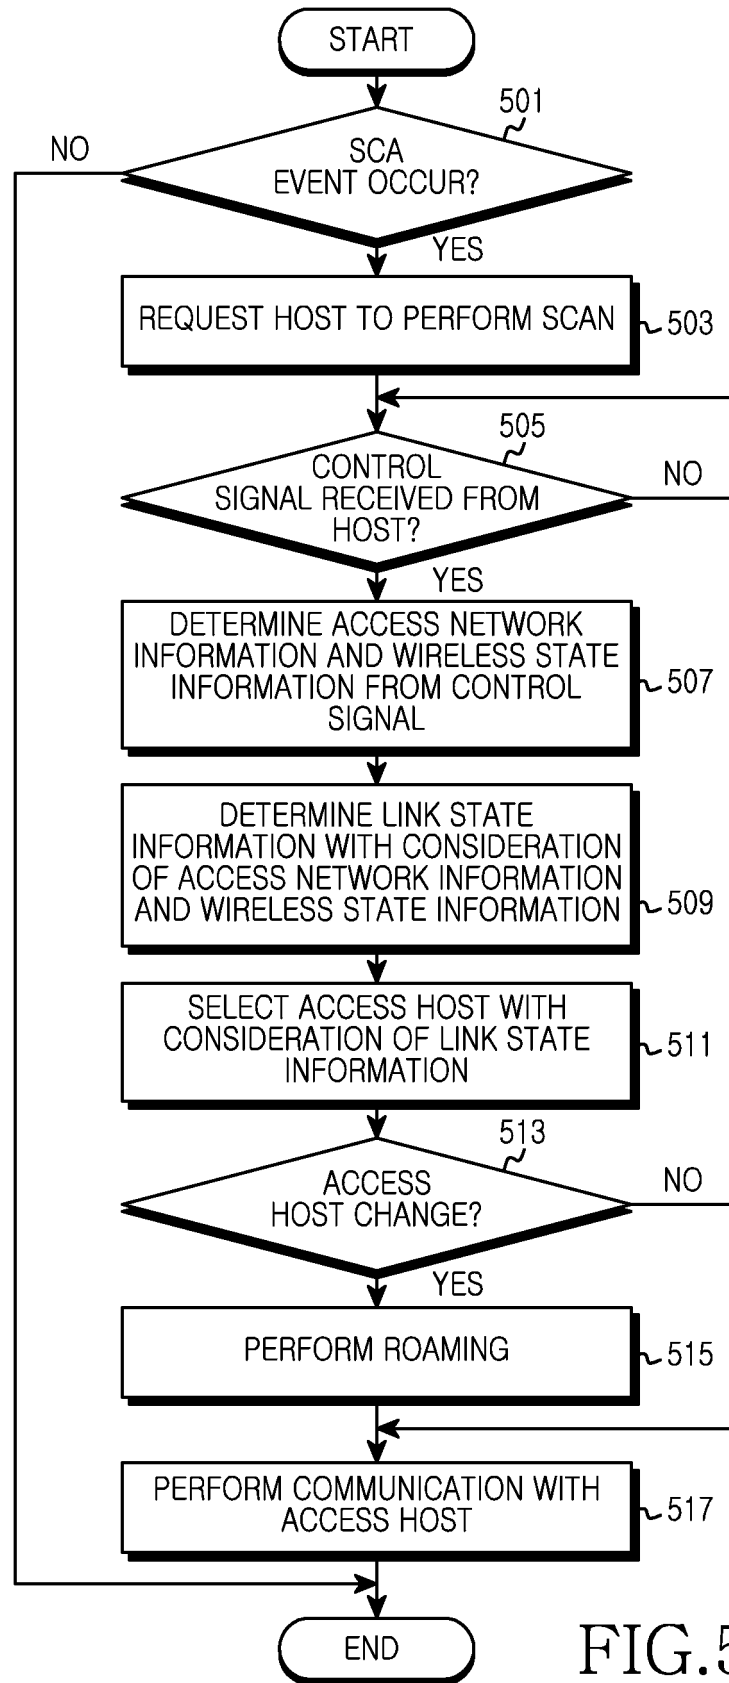 START
501
NO
SCA
EVENT OCCUR?
YES
REQUEST HOST TO PERFORM SCAN
503
505
CONTROL
SIGNAL RECEIVED FROM
HOST?
NO
YES
DETERMINE ACCESS NETWORK
INFORMATION AND WIRELESS STATE
INFORMATION FROM CONTROL
SIGNAL
507
DETERMINE LINK STATE
INFORMATION WITH CONSIDERATION
OF ACCESS NETWORK INFORMATION
AND WIRELESS STATE INFORMATION
509
SELECT ACCESS HOST WITH
CONSIDERATION OF LINK STATE
INFORMATION
511
513
ACCESS
HOST CHANGE?
NO
YES
PERFORM ROAMING
515
PERFORM COMMUNICATION WITH
ACCESS HOST
517
END
FIG.5